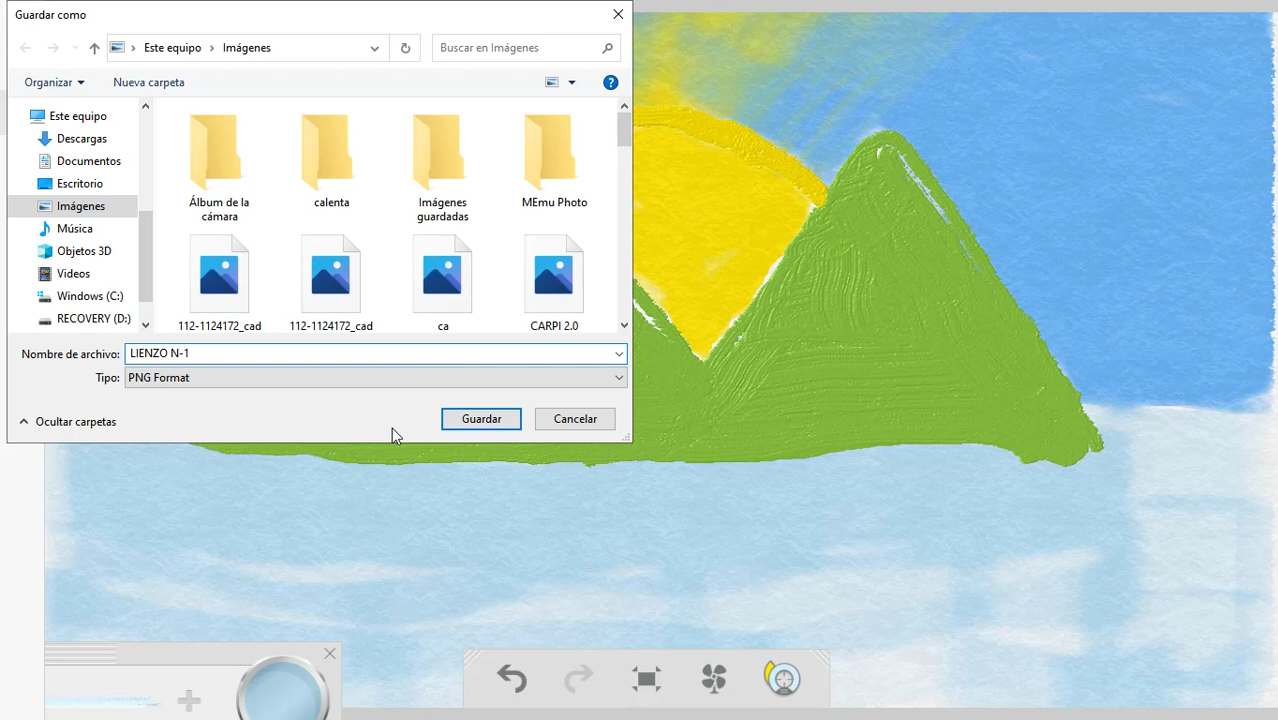 Guardar como
Este equipo > Imágenes
Buscar en Imágenes
Organizar
Nueva carpeta
Este equipo
Descargas
Documentos
Escritorio
Imágenes
Música
Objetos 3D
Videos
Windows (C:)
RECOVERY (D:)
Álbum de la cámara
calenta
Imágenes guardadas
MEmu Photo
112-1124172_cad
112-1124172_cad
ca
CARPI 2.0
Nombre de archivo: LIENZO N-1
Tipo: PNG Format
Ocultar carpetas
Guardar
Cancelar